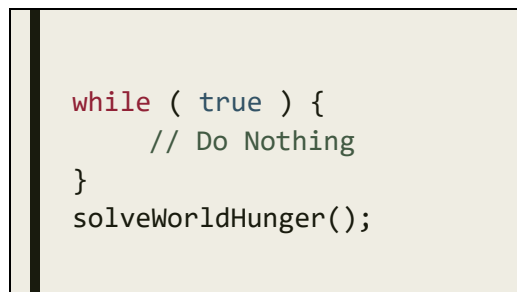 while ( true ) {
// Do Nothing
}
solveWorldHunger();